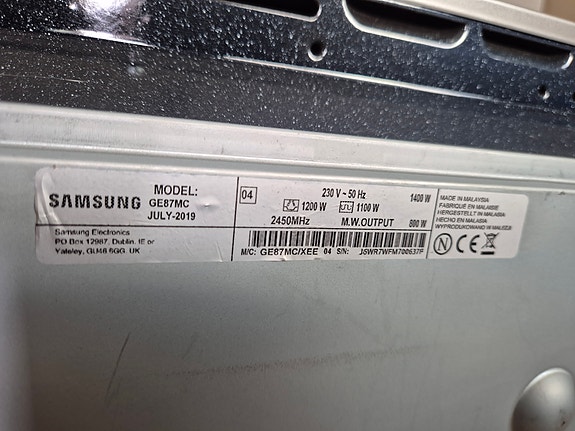 SAMSUNG
MODEL:
GE87MC
JULY-2019
Samsung Electronics
PO Box 12987, Dublin. IE or
Yateley, GU46 6GG. UK
04
230 V ~ 50 Hz
1400 W
1200 W
1100 W
2450MHz
M.W.OUTPUT
800 W
M/C: GE87MC/XEE 04 S/N: J5WR7WFM700637F
MADE IN MALAYSIA
FABRIQUE EN MALAISIE
HERGESTELLT IN MALAYSIA
HECHO EN MALASIA
WYPRODUKOWANO W MALEZJI
N
CE